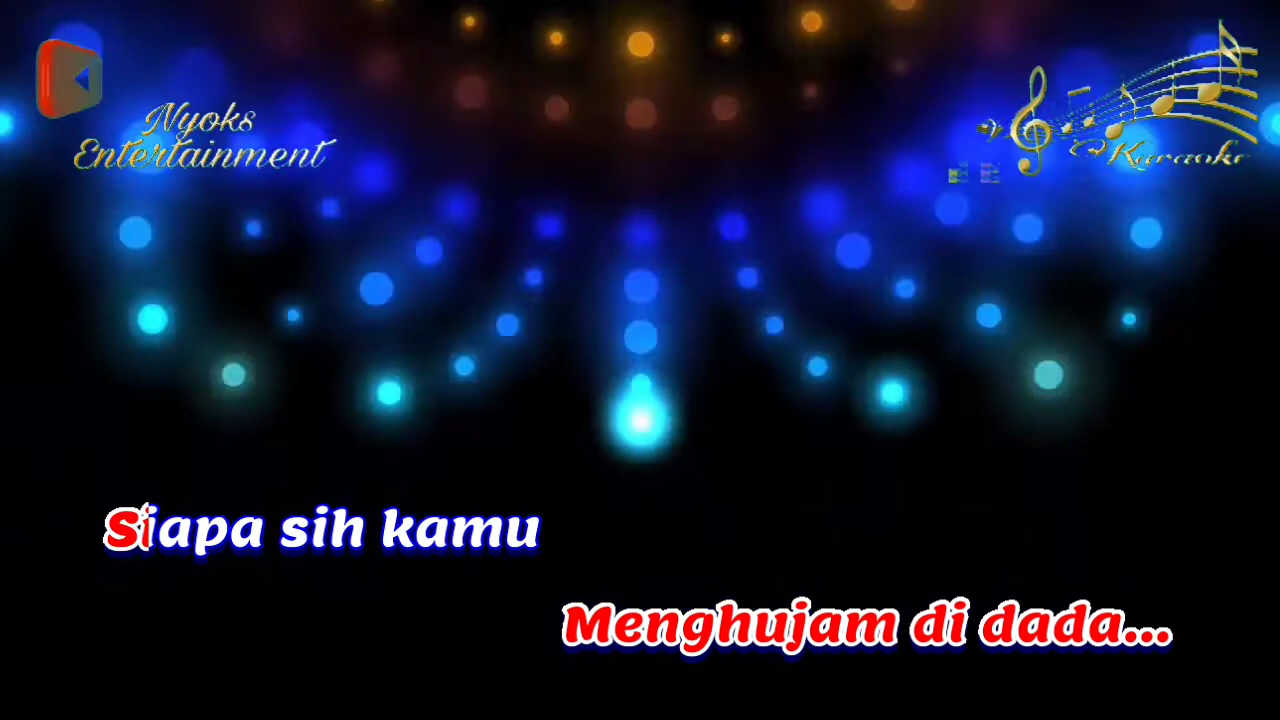 Nyoks
Entertainment
Karaoke
Siapa sih kamu
Menghujam di dada...